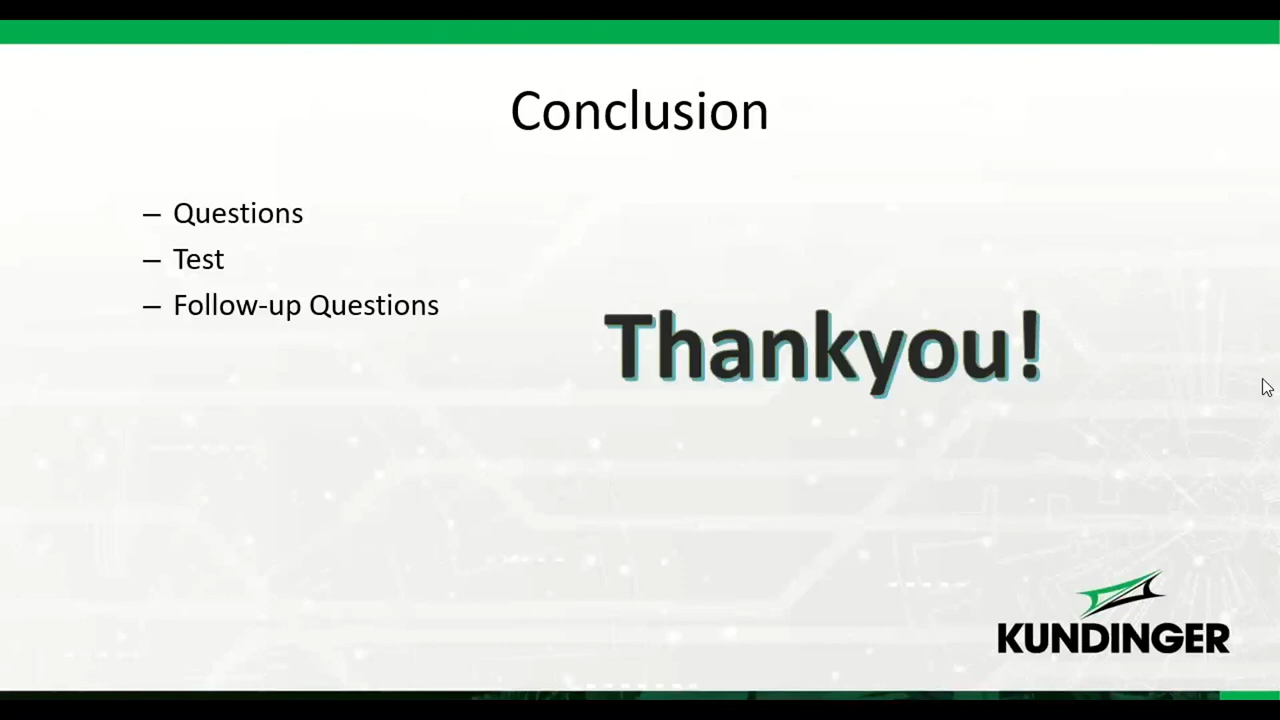 Conclusion
– Questions
– Test
– Follow-up Questions
Thankyou!
KUNDINGER